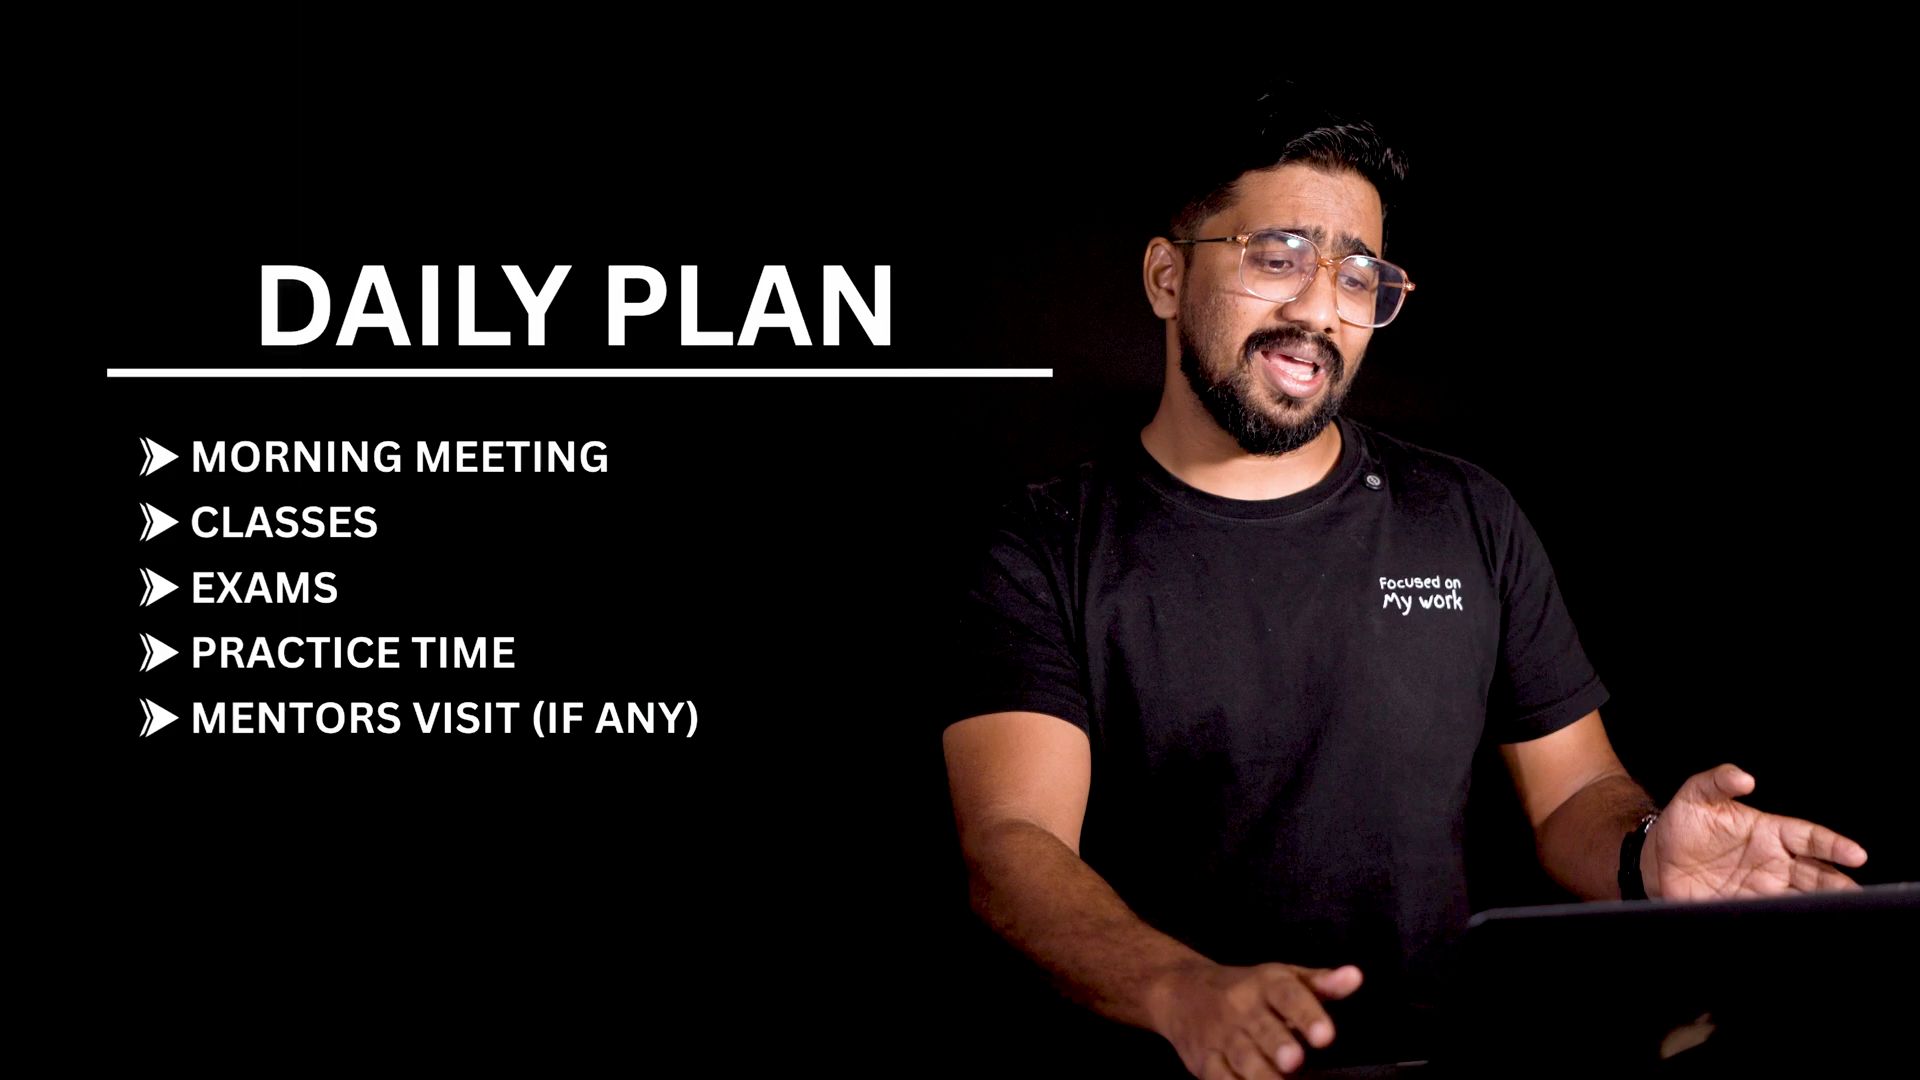 DAILY PLAN
MORNING MEETING
CLASSES
EXAMS
PRACTICE TIME
MENTORS VISIT (IF ANY)
Focused on
My work